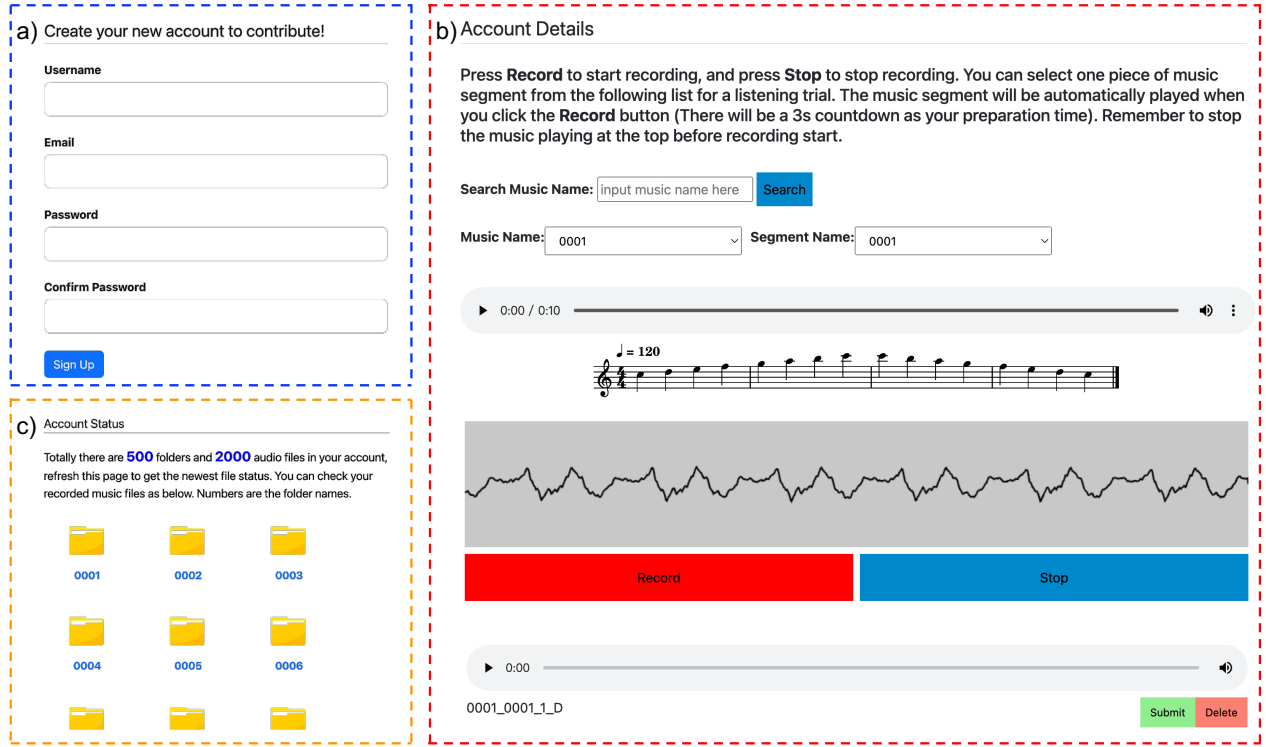 a) Create your new account to contribute!
Username
Email
Password
Confirm Password
Sign Up
b) Account Details
Press Record to start recording, and press Stop to stop recording. You can select one piece of music
segment from the following list for a listening trial. The music segment will be automatically played when
you click the Record button (There will be a 3s countdown as your preparation time). Remember to stop
the music playing at the top before recording start.
Search Music Name: input music name here Search
Music Name: 0001 Segment Name: 0001
0:00 / 0:10
♩ = 120
4
4
Record Stop
0:00
0001_0001_1_D Submit Delete
c) Account Status
Totally there are 500 folders and 2000 audio files in your account,
refresh this page to get the newest file status. You can check your
recorded music files as below. Numbers are the folder names.
0001 0002 0003
0004 0005 0006